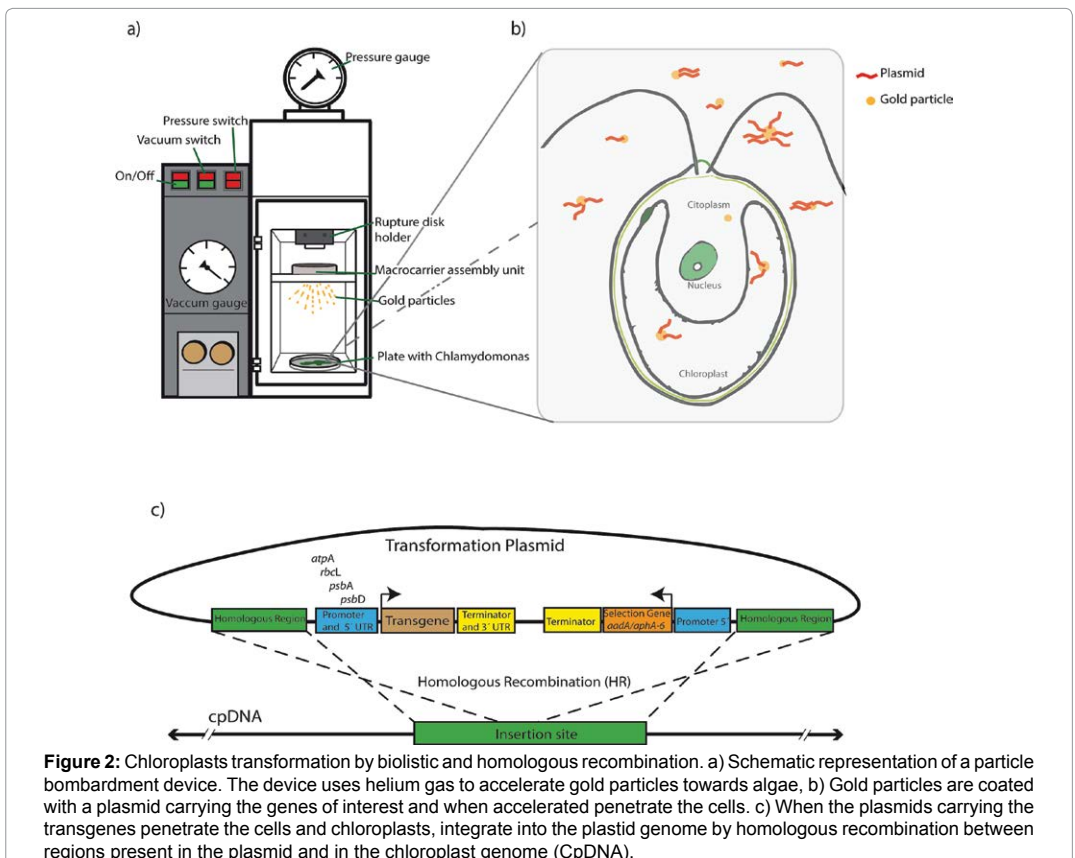 a)
Pressure gauge
Pressure switch
Vacuum switch
On/Off
Rupture disk
holder
Macrocarrier assembly unit
Vaccum gauge
Gold particles
Plate with Chlamydomonas
b)
Plasmid
Gold particle
Citoplasm
Nucleus
Chloroplast
c)
Transformation Plasmid
atpA
rbcL
psbA
psbD
Homologous Region
Promoter
and 5´ UTR
Transgene
Terminator
and 3´ UTR
Terminator
Selection Gene
aadA/aphA-6
Promoter 5´
Homologous Region
Homologous Recombination (HR)
cpDNA
Insertion site
Figure 2: Chloroplasts transformation by biolistic and homologous recombination. a) Schematic representation of a particle
bombardment device. The device uses helium gas to accelerate gold particles towards algae, b) Gold particles are coated
with a plasmid carrying the genes of interest and when accelerated penetrate the cells. c) When the plasmids carrying the
transgenes penetrate the cells and chloroplasts, integrate into the plastid genome by homologous recombination between
regions present in the plasmid and in the chloroplast genome (CpDNA).